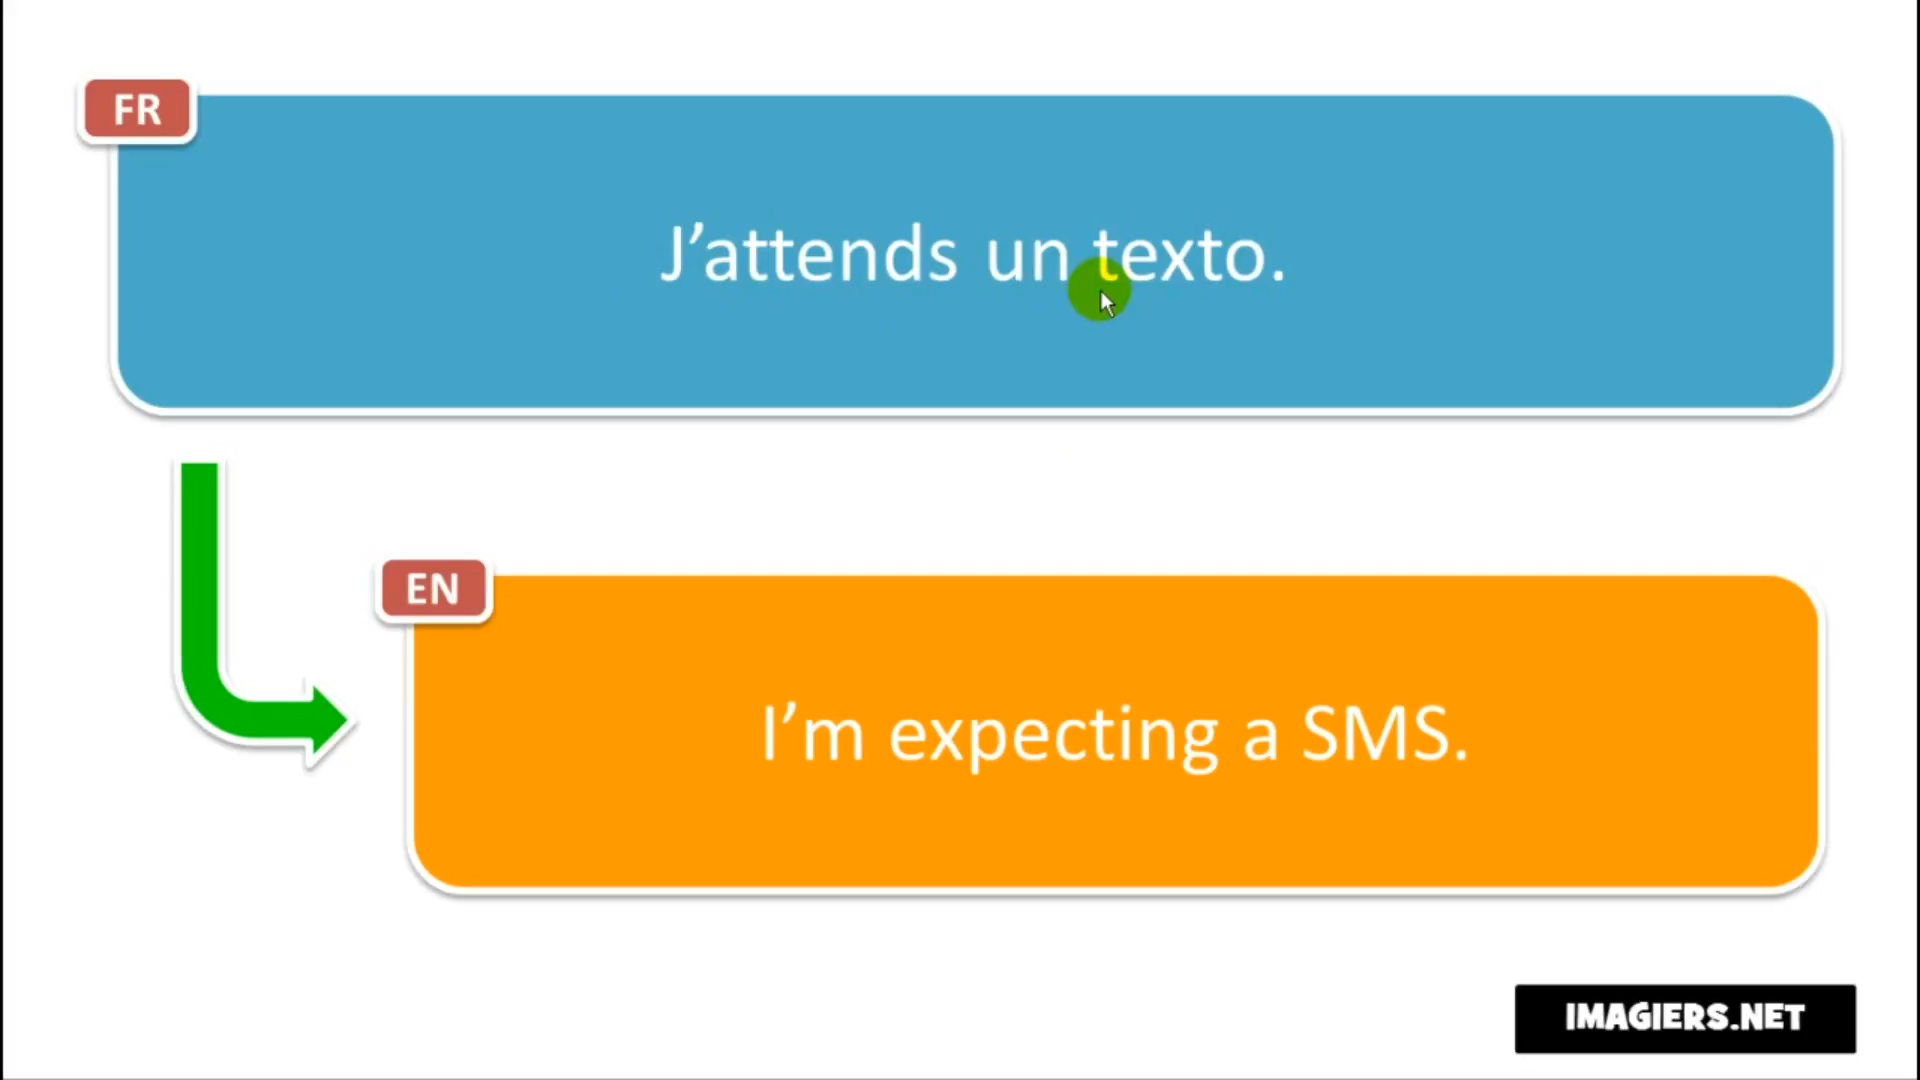 FR
J’attends un texto.
EN
I’m expecting a SMS.
IMAGIERS.NET